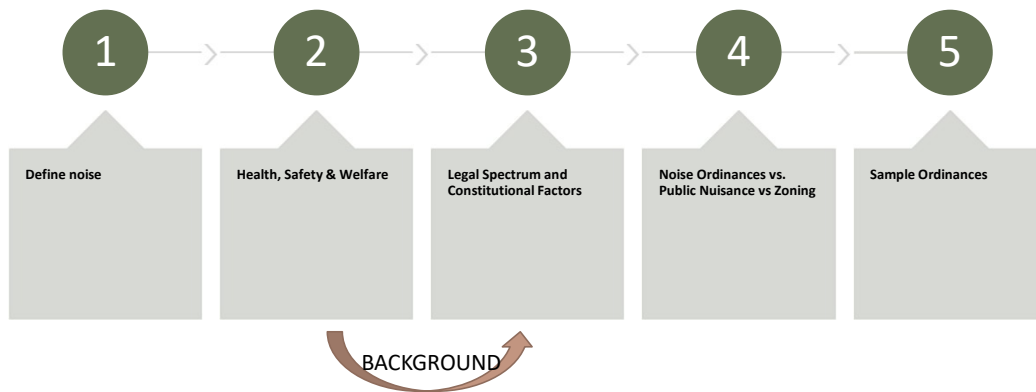 1
2
3
4
5
Define noise
Health, Safety & Welfare
Legal Spectrum and
Constitutional Factors
Noise Ordinances vs.
Public Nuisance vs Zoning
Sample Ordinances
BACKGROUND